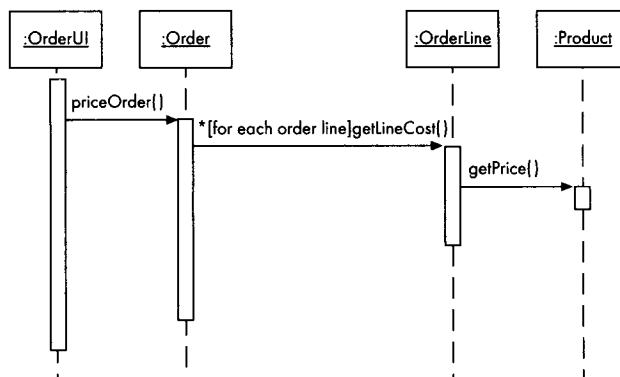 :OrderUI
:Order
:OrderLine
:Product
priceOrder()
*[for each order line]getLineCost()
getPrice()